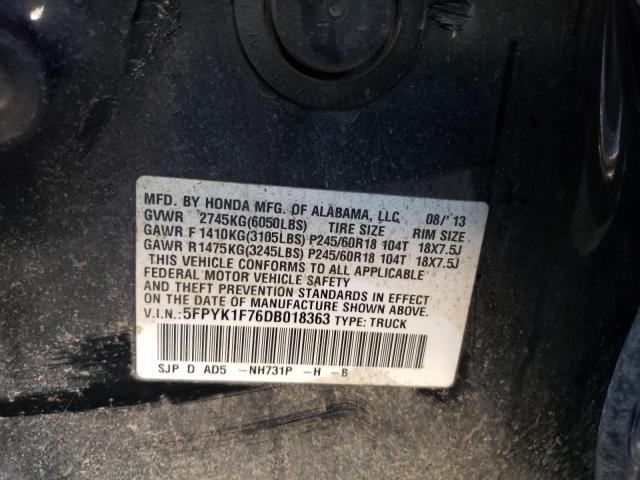 MFD. BY HONDA MFG. OF ALABAMA, LLC 08/'13
GVWR 2745KG(6050LBS) TIRE SIZE RIM SIZE
GAWR F 1410KG(3105LBS) P245/60R18 104T 18X7.5J
GAWR R1475KG(3245LBS) P245/60R18 104T 18X7.5J
THIS VEHICLE CONFORMS TO ALL APPLICABLE
FEDERAL MOTOR VEHICLE SAFETY
AND THEFT PREVENTION STANDARDS IN EFFECT
ON THE DATE OF MANUFACTURE SHOWN ABOVE.
V.I.N.:5FPYK1F76DB018363 TYPE: TRUCK
SJP D AD5 -NH731P -H -B